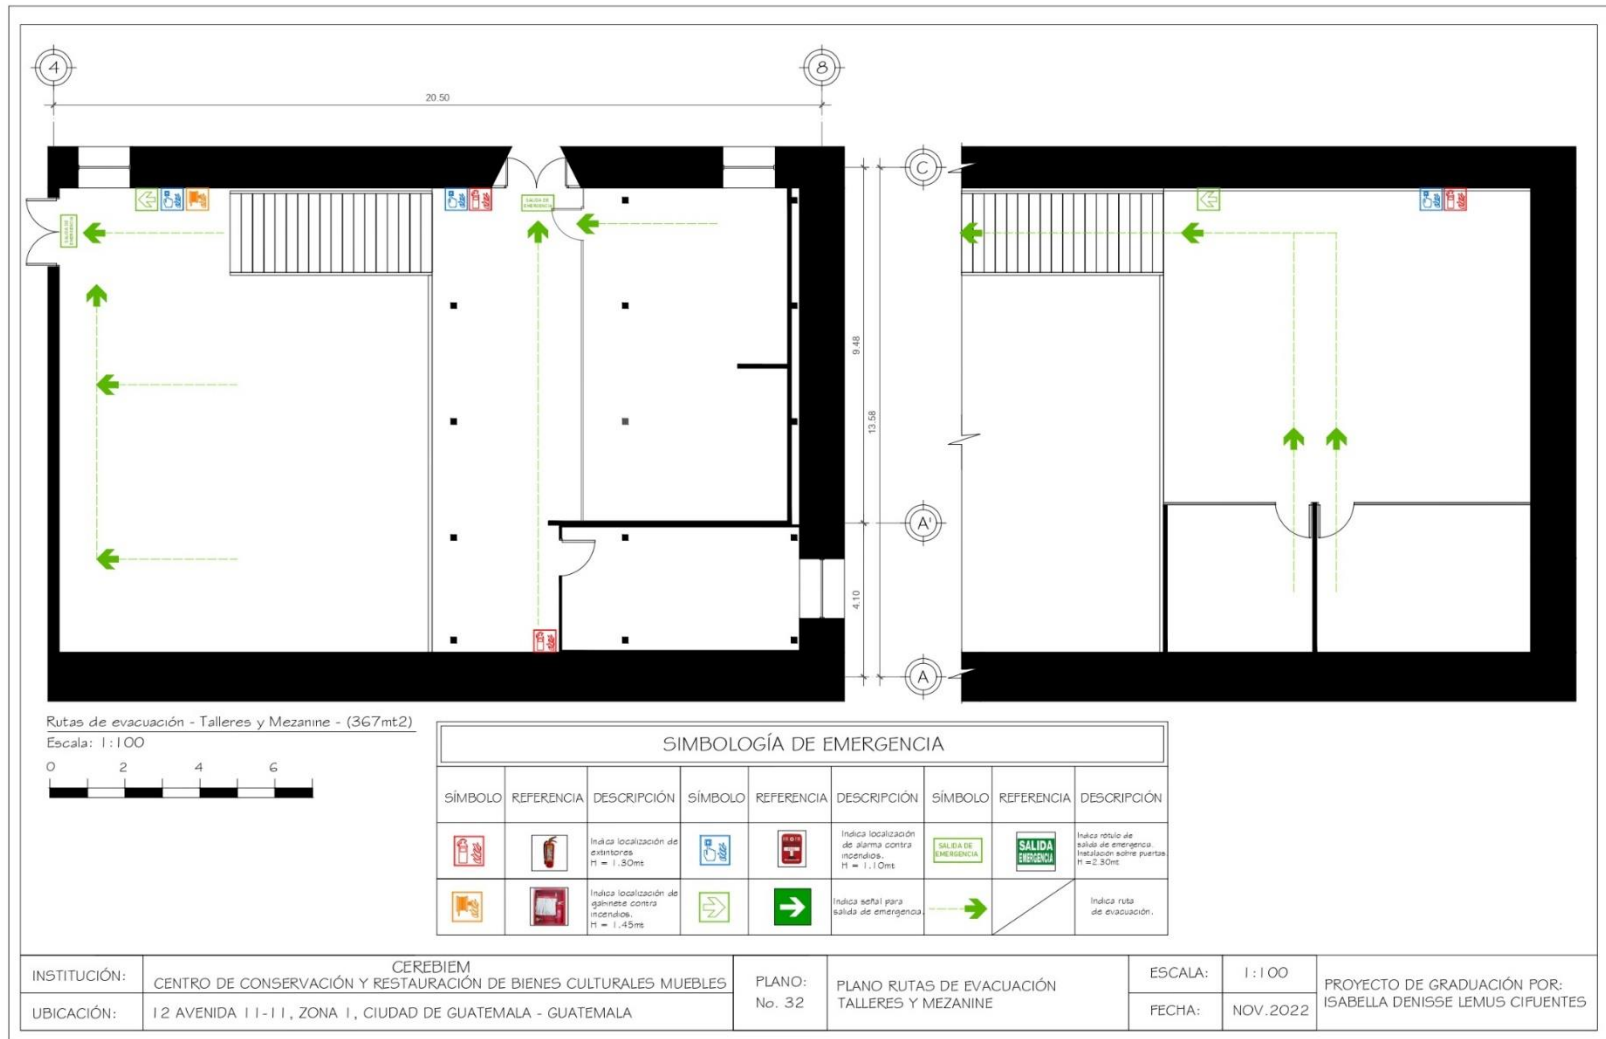 4
8
20.50
C
SALIDA DE
EMERGENCIA
SALIDA DE
EMERGENCIA
9.48
13.58
A'
4.10
A
Rutas de evacuación - Talleres y Mezanine - (367mt2)
Escala: 1:100
0 2 4 6
SIMBOLOGÍA DE EMERGENCIA
SÍMBOLO REFERENCIA DESCRIPCIÓN SÍMBOLO REFERENCIA DESCRIPCIÓN SÍMBOLO REFERENCIA DESCRIPCIÓN
Indica localización de
extintores
H = 1.30mt
Indica localización
de alarma contra
incendios.
H = 1.10mt
SALIDA DE
EMERGENCIA
SALIDA
EMERGENCIA
Indica rótulo de
salida de emergencia.
Instalación sobre puertas.
H =2.30mt
Indica localización de
gabinete contra
incendios.
H = 1.45mt
Indica señal para
salida de emergencia.
Indica ruta
de evacuación.
INSTITUCIÓN:
CEREBIEM
CENTRO DE CONSERVACIÓN Y RESTAURACIÓN DE BIENES CULTURALES MUEBLES
UBICACIÓN:
12 AVENIDA 11-11, ZONA 1, CIUDAD DE GUATEMALA - GUATEMALA
PLANO:
No. 32
PLANO RUTAS DE EVACUACIÓN
TALLERES Y MEZANINE
ESCALA: 1:100
FECHA: NOV.2022
PROYECTO DE GRADUACIÓN POR:
ISABELLA DENISSE LEMUS CIFUENTES